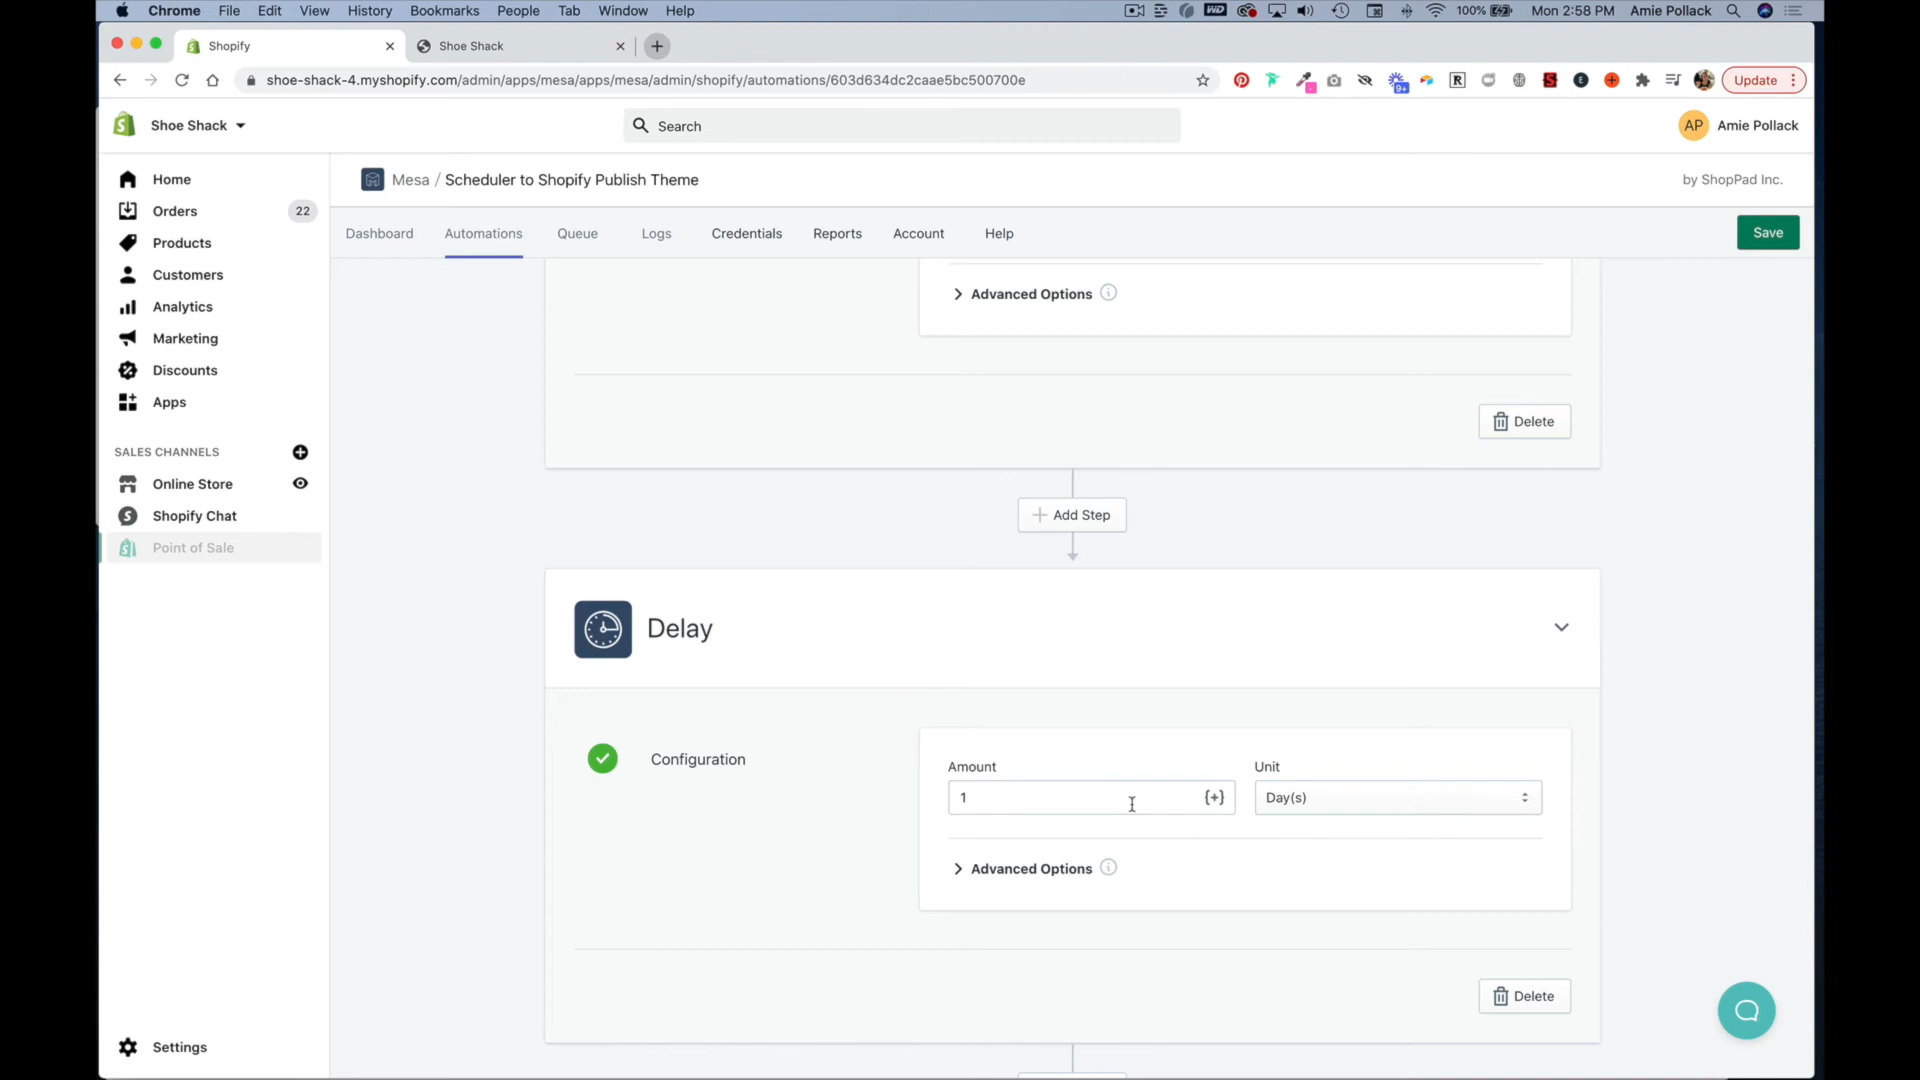 Chrome File Edit View History Bookmarks People Tab Window Help
WD 100% Mon 2:58 PM Amie Pollack
Shopify
Shoe Shack
shoe-shack-4.myshopify.com/admin/apps/mesa/apps/mesa/admin/shopify/automations/603d634dc2caae5bc500700e
9+
R
S
E
Update
Shoe Shack
Search
AP Amie Pollack
Home
Orders 22
Products
Customers
Analytics
Marketing
Discounts
Apps
SALES CHANNELS
Online Store
Shopify Chat
Point of Sale
Settings
Mesa / Scheduler to Shopify Publish Theme
by ShopPad Inc.
Dashboard Automations Queue Logs Credentials Reports Account Help
Save
Advanced Options
Delete
Add Step
Delay
Configuration
Amount Unit
1 {+} Day(s)
Advanced Options
Delete